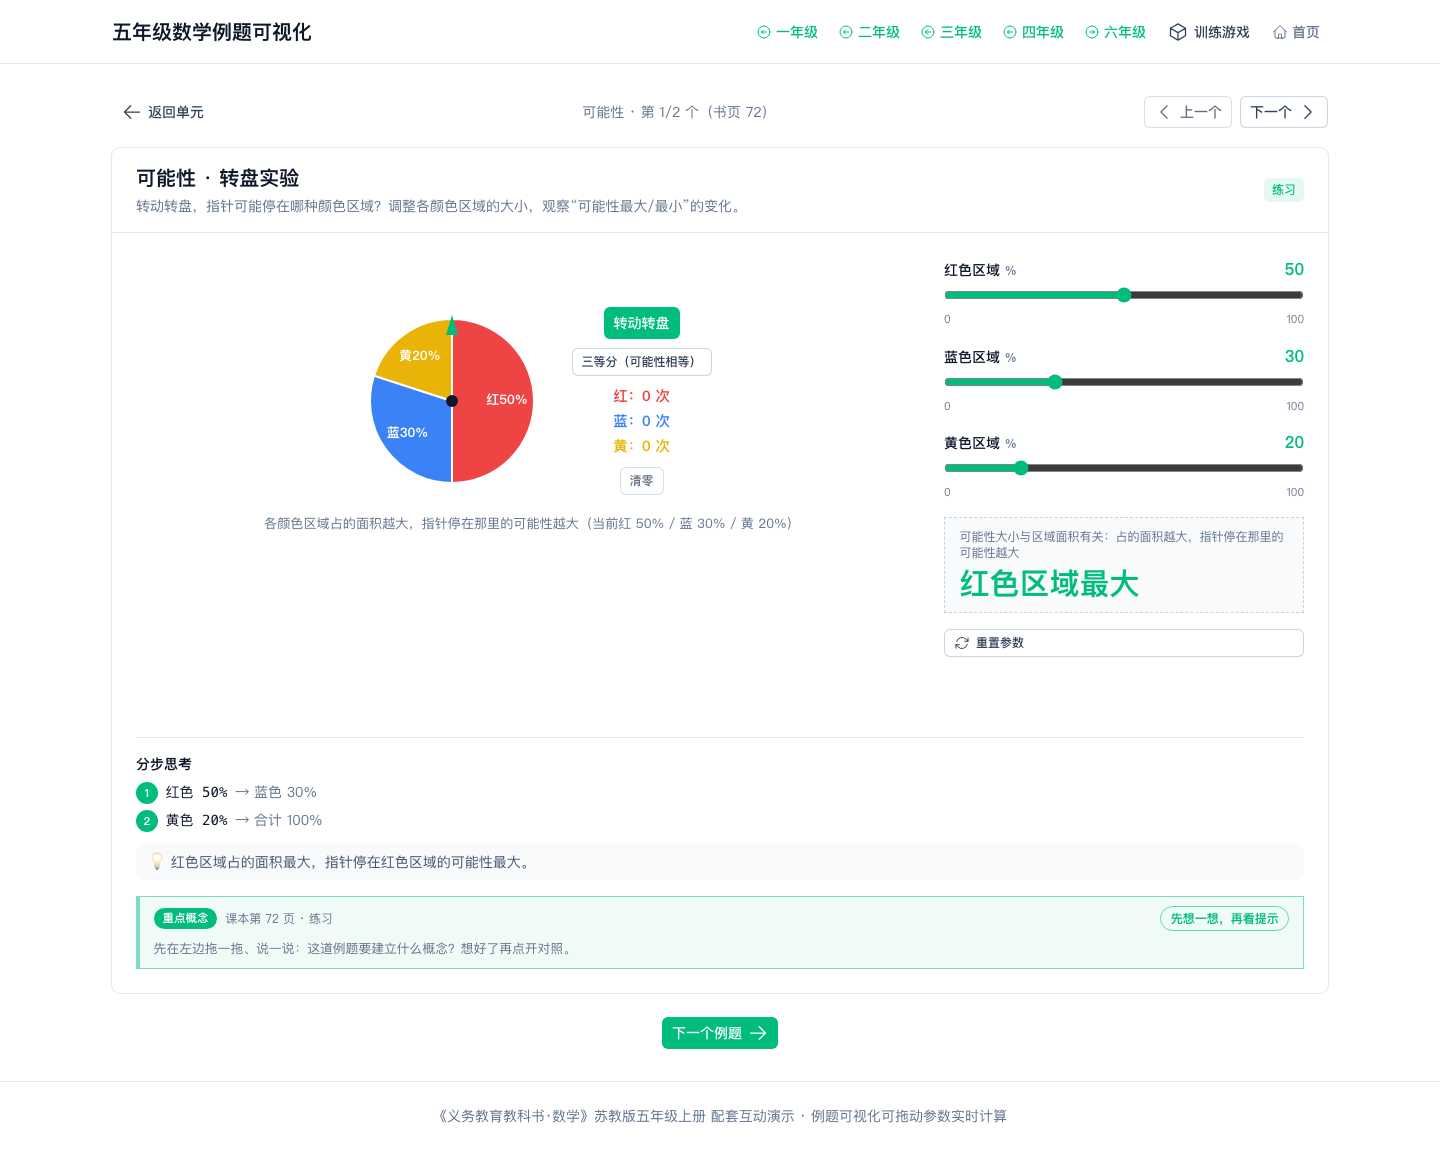 五年级数学例题可视化
一年级
二年级
三年级
四年级
六年级
训练游戏
首页
返回单元
可能性 · 第 1/2 个（书页 72）
上一个
下一个
可能性 · 转盘实验
转动转盘，指针可能停在哪种颜色区域？调整各颜色区域的大小，观察“可能性最大/最小”的变化。
练习
黄20%
红50%
蓝30%
转动转盘
三等分（可能性相等）
红：0 次
蓝：0 次
黄：0 次
清零
各颜色区域占的面积越大，指针停在那里的可能性越大（当前红 50% / 蓝 30% / 黄 20%）
红色区域 %
50
0
100
蓝色区域 %
30
0
100
黄色区域 %
20
0
100
可能性大小与区域面积有关：占的面积越大，指针停在那里的
可能性越大
红色区域最大
重置参数
分步思考
1 红色 50% → 蓝色 30%
2 黄色 20% → 合计 100%
💡 红色区域占的面积最大，指针停在红色区域的可能性最大。
重点概念
课本第 72 页 · 练习
先想一想，再看提示
先在左边拖一拖、说一说：这道例题要建立什么概念？想好了再点开对照。
下一个例题
《义务教育教科书·数学》苏教版五年级上册 配套互动演示 · 例题可视化可拖动参数实时计算